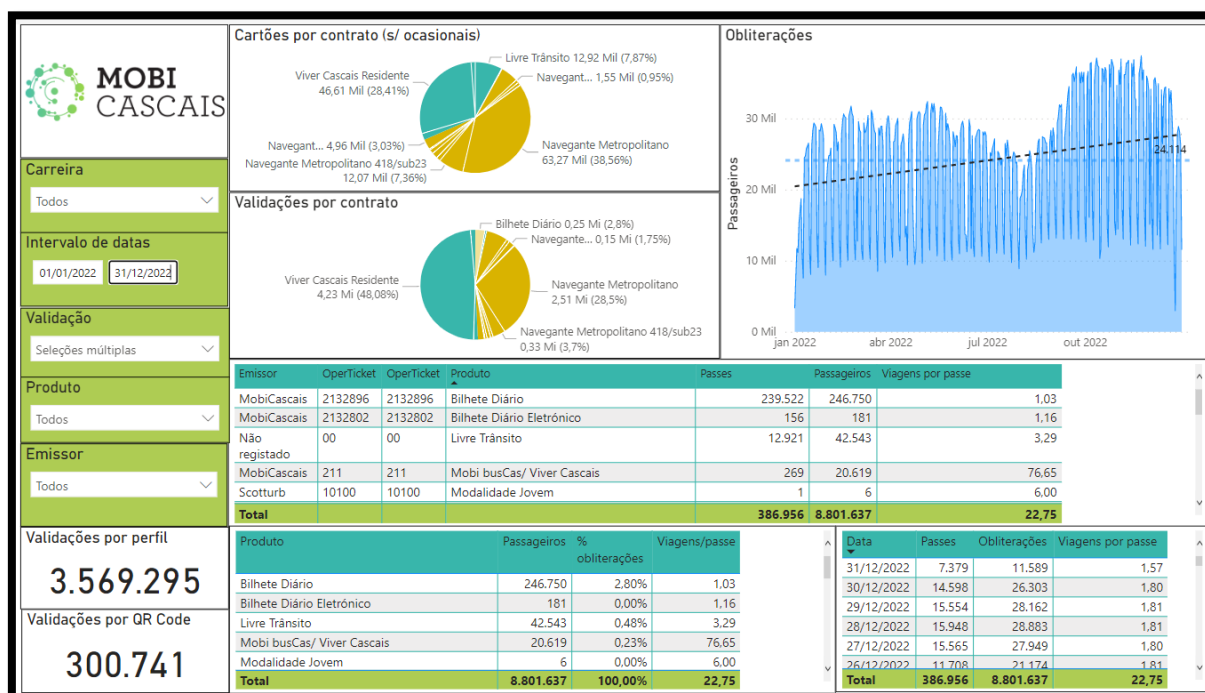 MOBI
CASCAIS
Carreira
Todos
Intervalo de datas
01/01/2022 31/12/2022
Validação
Seleções múltiplas
Produto
Todos
Emissor
Todos
Validações por perfil
3.569.295
Validações por QR Code
300.741
Cartões por contrato (s/ ocasionais)
Livre Trânsito 12,92 Mil (7,87%)
Viver Cascais Residente
46,61 Mil (28,41%)
Navegant... 1,55 Mil (0,95%)
Navegant... 4,96 Mil (3,03%)
Navegante Metropolitano
63,27 Mil (38,56%)
Navegante Metropolitano 418/sub23
12,07 Mil (7,36%)
Validações por contrato
Bilhete Diário 0,25 Mi (2,8%)
Navegante... 0,15 Mi (1,75%)
Viver Cascais Residente
4,23 Mi (48,08%)
Navegante Metropolitano
2,51 Mi (28,5%)
Navegante Metropolitano 418/sub23
0,33 Mi (3,7%)
Obliterações
Passageiros
30 Mil
20 Mil
10 Mil
0 Mil
24.114
jan 2022 abr 2022 jul 2022 out 2022
Emissor OperTicket OperTicket Produto Passes Passageiros Viagens por passe
MobiCascais 2132896 2132896 Bilhete Diário 239.522 246.750 1,03
MobiCascais 2132802 2132802 Bilhete Diário Eletrónico 156 181 1,16
Não registado 00 00 Livre Trânsito 12.921 42.543 3,29
MobiCascais 211 211 Mobi busCas/ Viver Cascais 269 20.619 76,65
Scotturb 10100 10100 Modalidade Jovem 1 6 6,00
Total 386.956 8.801.637 22,75
Produto Passageiros % obliterações Viagens/passe
Bilhete Diário 246.750 2,80% 1,03
Bilhete Diário Eletrónico 181 0,00% 1,16
Livre Trânsito 42.543 0,48% 3,29
Mobi busCas/ Viver Cascais 20.619 0,23% 76,65
Modalidade Jovem 6 0,00% 6,00
Total 8.801.637 100,00% 22,75
Data Passes Obliterações Viagens por passe
31/12/2022 7.379 11.589 1,57
30/12/2022 14.598 26.303 1,80
29/12/2022 15.554 28.162 1,81
28/12/2022 15.948 28.883 1,81
27/12/2022 15.565 27.949 1,80
26/12/2022 11.708 21.174 1,81
Total 386.956 8.801.637 22,75